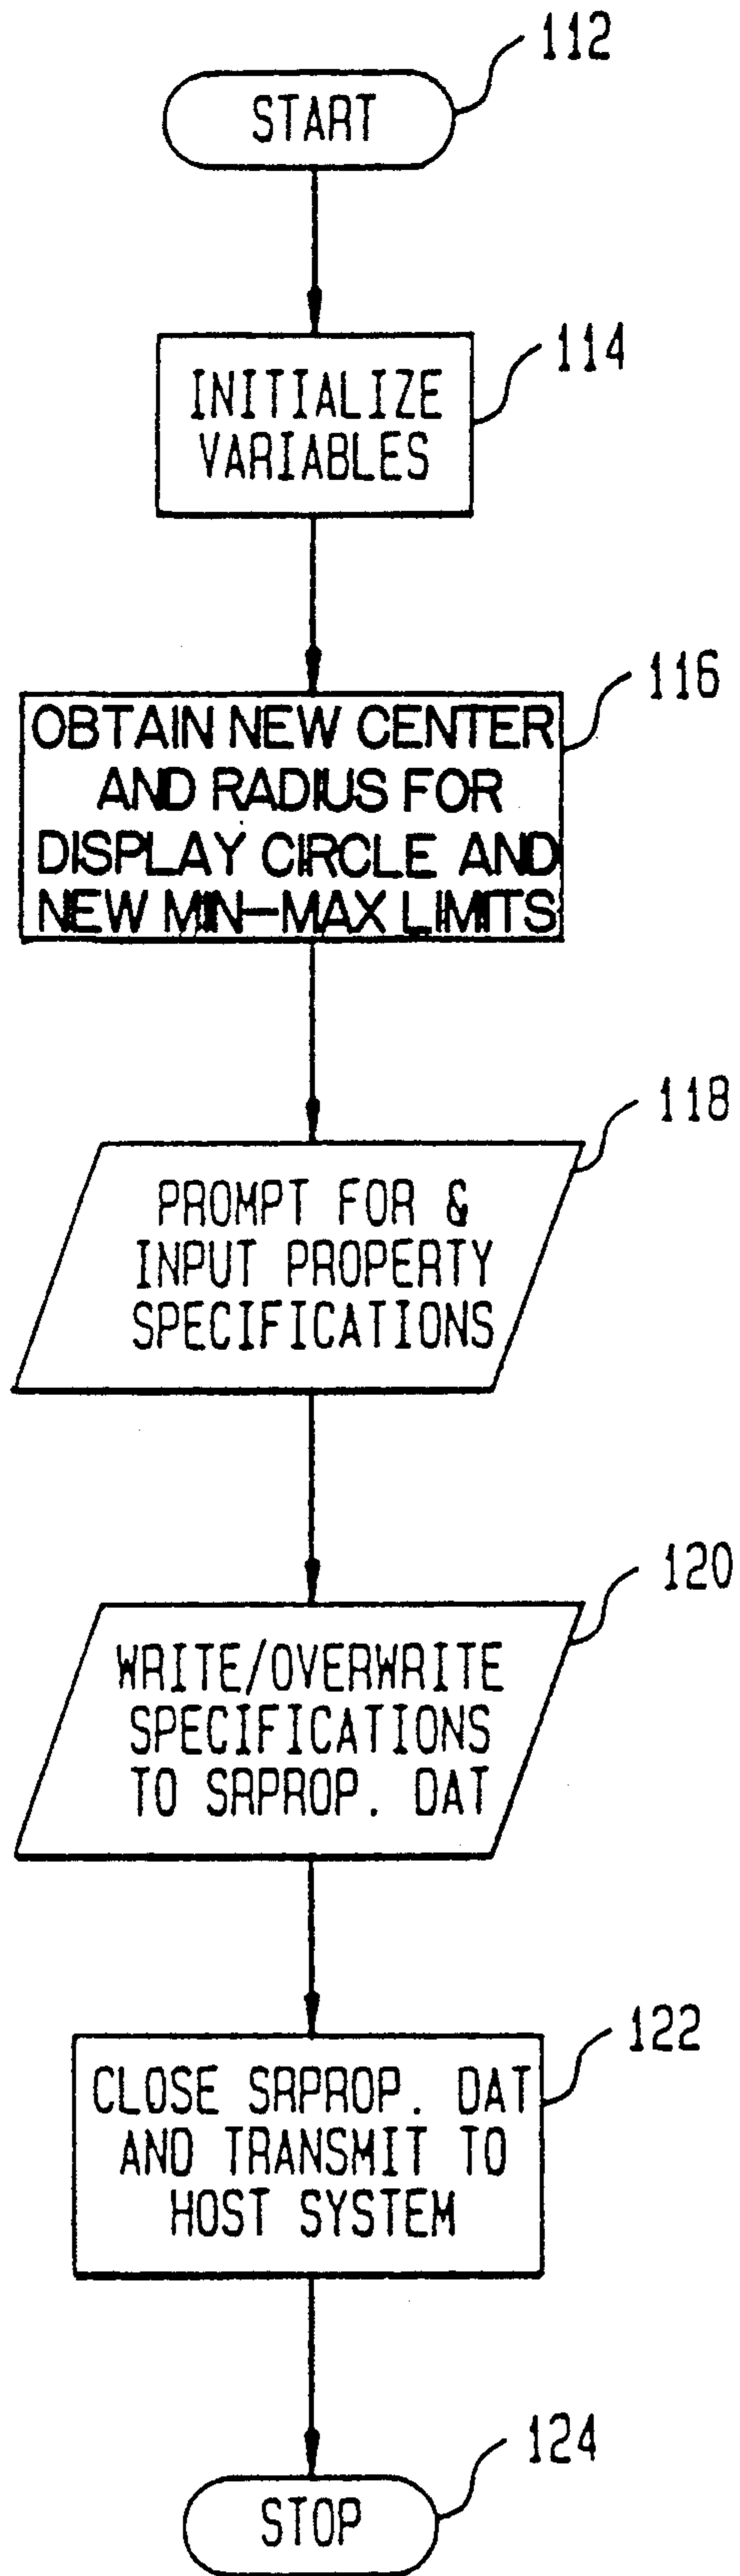 112
START
114
INITIALIZE
VARIABLES
116
OBTAIN NEW CENTER
AND RADIUS FOR
DISPLAY CIRCLE AND
NEW MIN-MAX LIMITS
118
PROMPT FOR &
INPUT PROPERTY
SPECIFICATIONS
120
WRITE/OVERWRITE
SPECIFICATIONS
TO SRPROP. DAT
122
CLOSE SRPROP. DAT
AND TRANSMIT TO
HOST SYSTEM
124
STOP